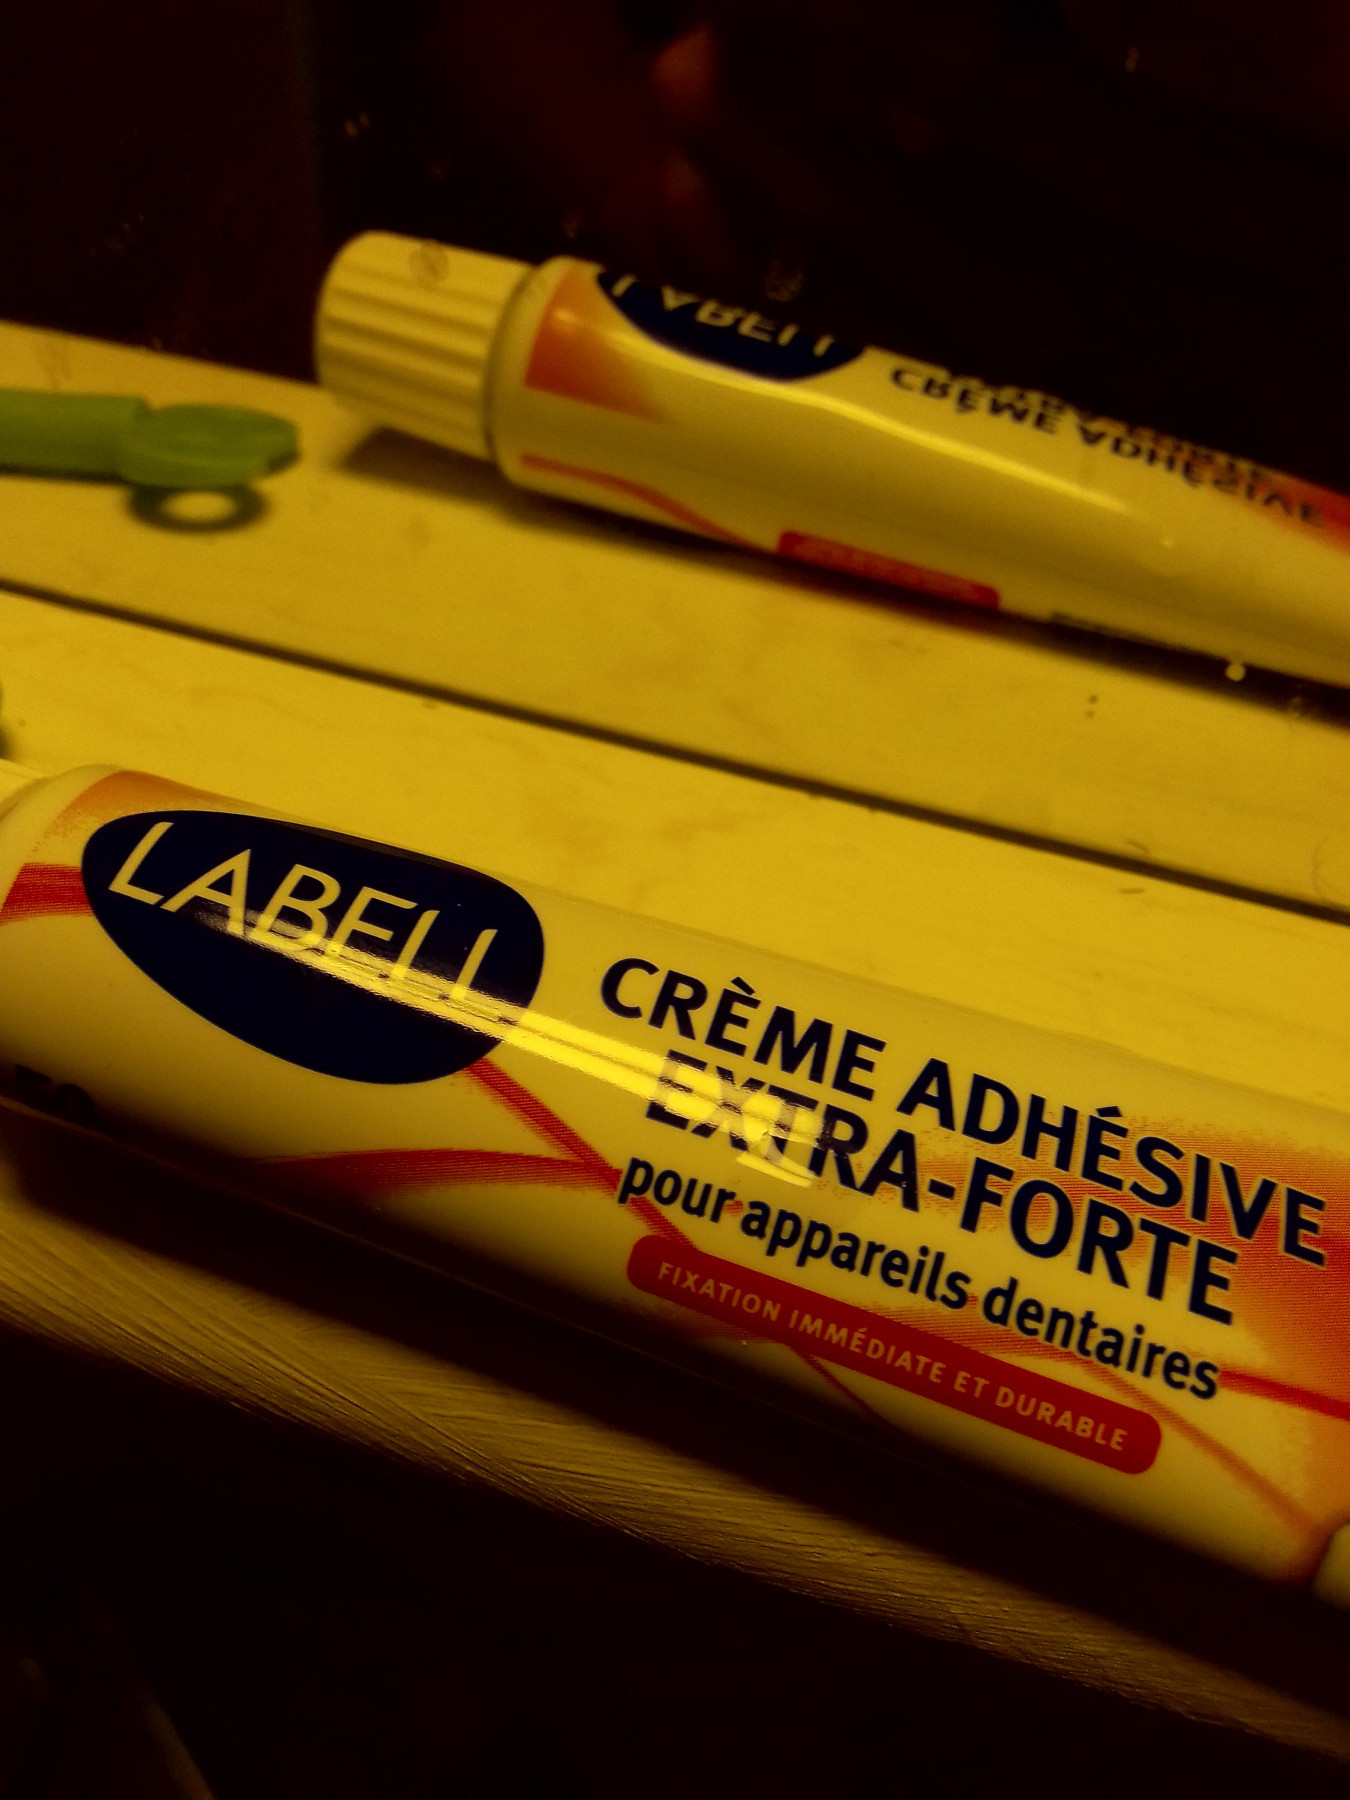 LABELL
CRÈME ADHÉSIVE
LABELL
CRÈME ADHÉSIVE
EXTRA-FORTE
pour appareils dentaires
FIXATION IMMÉDIATE ET DURABLE